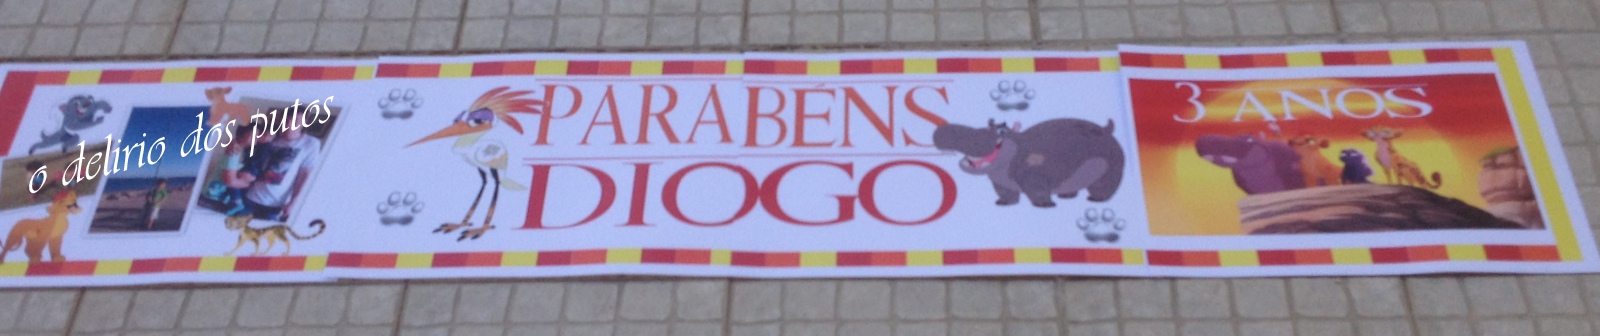 o delirio dos putos
PARABÉNS
DIOGO
3 ANOS